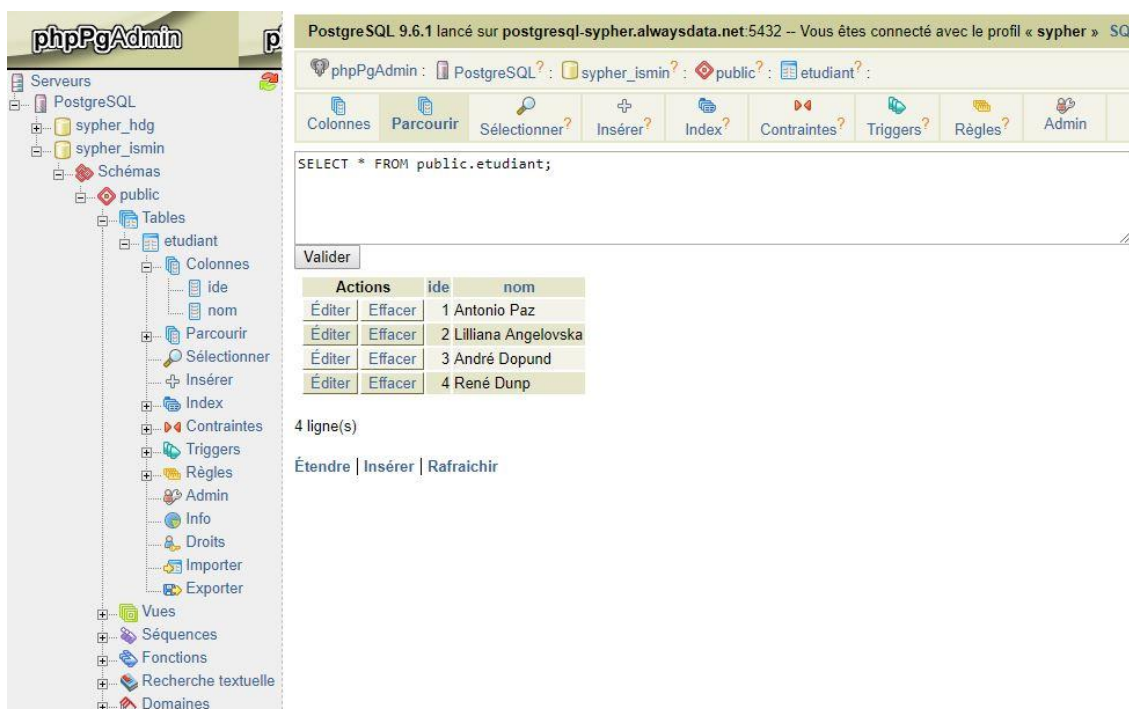 phpPgAdmin
p
Serveurs
PostgreSQL
sypher_hdg
sypher_ismin
Schémas
public
Tables
etudiant
Colonnes
ide
nom
Parcourir
Sélectionner
Insérer
Index
Contraintes
Triggers
Règles
Admin
Info
Droits
Importer
Exporter
Vues
Séquences
Fonctions
Recherche textuelle
Domaines
PostgreSQL 9.6.1 lancé sur postgresql-sypher.alwaysdata.net:5432 -- Vous êtes connecté avec le profil « sypher » SQ
phpPgAdmin : PostgreSQL? : sypher_ismin? : public? : etudiant? :
Colonnes Parcourir Sélectionner? Insérer? Index? Contraintes? Triggers? Règles? Admin
SELECT * FROM public.etudiant;
Valider
Actions ide nom
Éditer Effacer 1 Antonio Paz
Éditer Effacer 2 Lilliana Angelovska
Éditer Effacer 3 André Dopund
Éditer Effacer 4 René Dunp
4 ligne(s)
Étendre | Insérer | Rafraichir